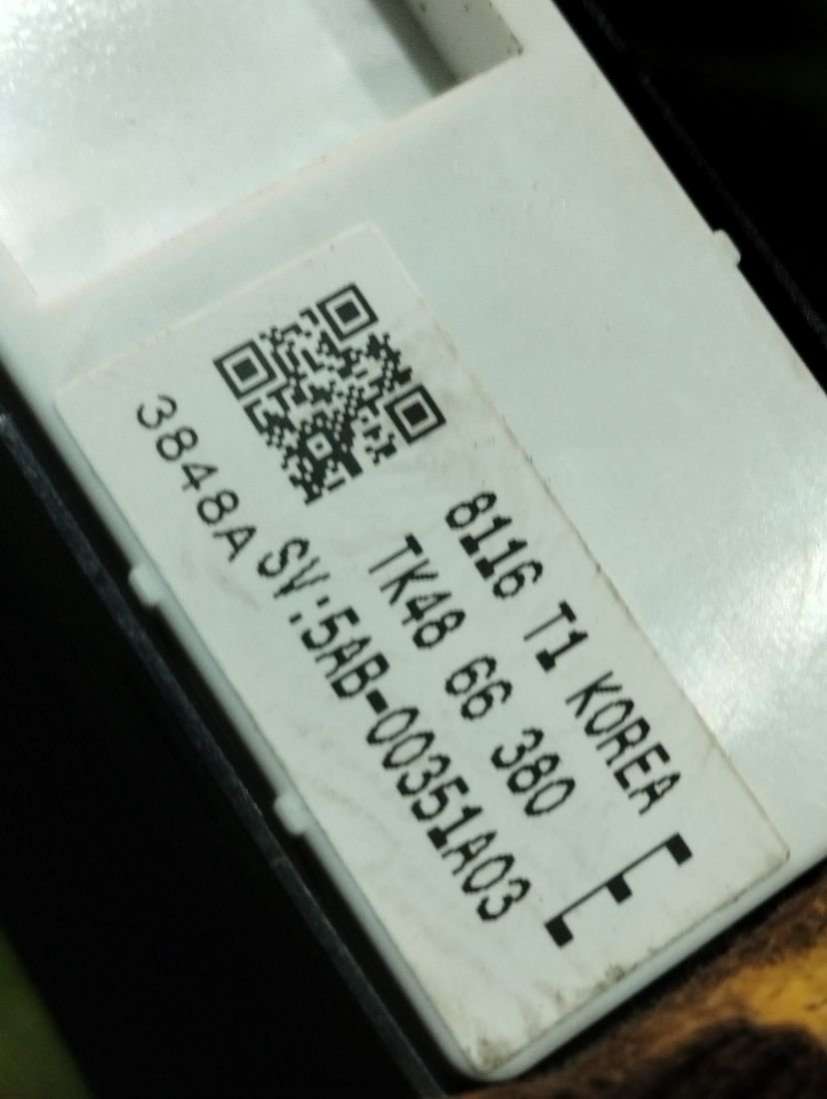 8116 T1 KOREA
TK48 66 380
SV:5AB-00351A03
E
3848A